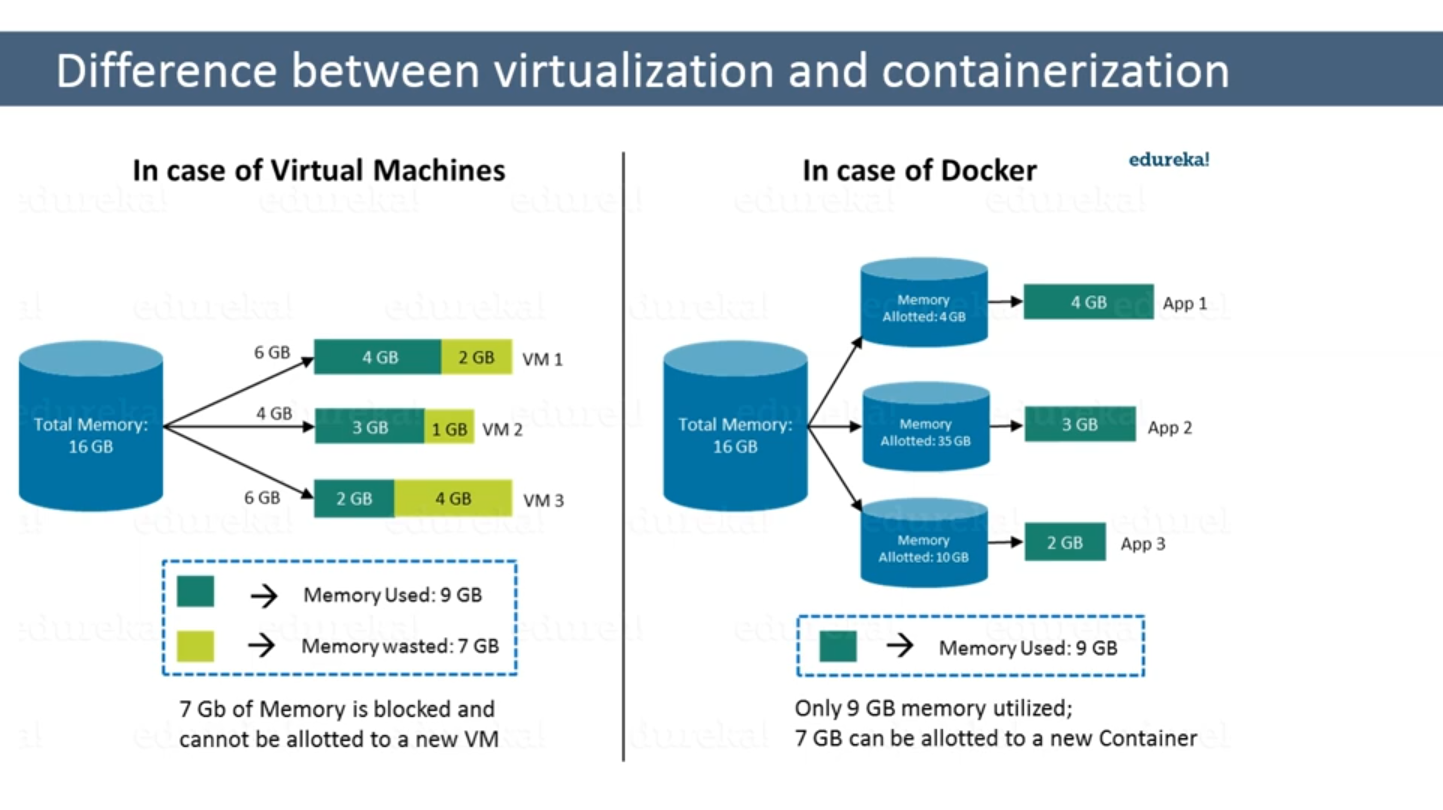 Difference between virtualization and containerization
In case of Virtual Machines
Total Memory:
16 GB
6 GB
4 GB
2 GB
VM 1
4 GB
3 GB
1 GB
VM 2
6 GB
2 GB
4 GB
VM 3
→ Memory Used: 9 GB
→ Memory wasted: 7 GB
7 Gb of Memory is blocked and
cannot be allotted to a new VM
In case of Docker
edureka!
Total Memory:
16 GB
Memory
Allotted: 4 GB
4 GB
App 1
Memory
Allotted: 35 GB
3 GB
App 2
Memory
Allotted: 10 GB
2 GB
App 3
→ Memory Used: 9 GB
Only 9 GB memory utilized;
7 GB can be allotted to a new Container